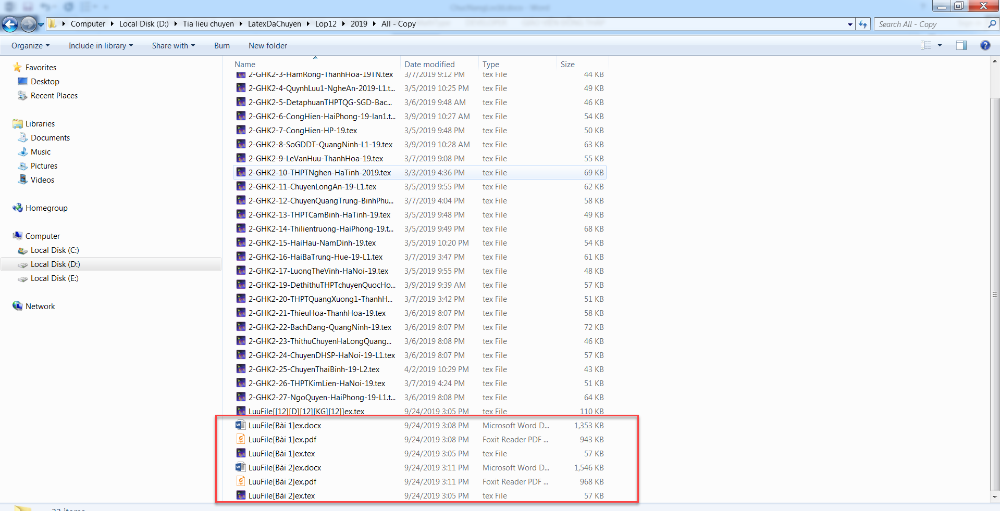 Computer ▸ Local Disk (D:) ▸ Tia lieu chuyen ▸ LatexDaChuyen ▸ Lop12 ▸ 2019 ▸ All - Copy
Search All - Copy
Organize Include in library Share with Burn New folder
Favorites
Desktop
Recent Places
Libraries
Documents
Music
Pictures
Videos
Homegroup
Computer
Local Disk (C:)
Local Disk (D:)
Local Disk (E:)
Network
Name Date modified Type Size
2-GHK2-3-HamRong-ThanhHoa-19TN.tex 3/7/2019 9:12 PM tex File 44 KB
2-GHK2-4-QuynhLuu1-NgheAn-2019-L1.t... 3/5/2019 10:25 PM tex File 49 KB
2-GHK2-5-DetaphuanTHPTQG-SGD-Bac... 3/6/2019 9:48 AM tex File 46 KB
2-GHK2-6-CongHien-HaiPhong-19-lan1.t... 3/9/2019 10:27 AM tex File 54 KB
2-GHK2-7-CongHien-HP-19.tex 3/5/2019 9:48 PM tex File 50 KB
2-GHK2-8-SoGDDT-QuangNinh-L1-19.tex 3/9/2019 10:28 AM tex File 63 KB
2-GHK2-9-LeVanHuu-ThanhHoa-19.tex 3/7/2019 9:08 PM tex File 55 KB
2-GHK2-10-THPTNghen-HaTinh-2019.tex 3/3/2019 4:36 PM tex File 69 KB
2-GHK2-11-ChuyenLongAn-19-L1.tex 3/5/2019 9:55 PM tex File 62 KB
2-GHK2-12-ChuyenQuangTrung-BinhPhu... 3/7/2019 4:04 PM tex File 58 KB
2-GHK2-13-THPTCamBinh-HaTinh-19.tex 3/5/2019 9:48 PM tex File 49 KB
2-GHK2-14-Thilientruong-HaiPhong-19.t... 3/5/2019 9:49 PM tex File 68 KB
2-GHK2-15-HaiHau-NamDinh-19.tex 3/5/2019 10:20 PM tex File 54 KB
2-GHK2-16-HaiBaTrung-Hue-19-L1.tex 3/7/2019 3:47 PM tex File 61 KB
2-GHK2-17-LuongTheVinh-HaNoi-19.tex 3/5/2019 9:55 PM tex File 48 KB
2-GHK2-19-DethithuTHPTchuyenQuocHo... 3/9/2019 9:39 AM tex File 57 KB
2-GHK2-20-THPTQuangXuong1-ThanhH... 3/7/2019 3:42 PM tex File 51 KB
2-GHK2-21-ThieuHoa-ThanhHoa-19.tex 3/6/2019 8:07 PM tex File 58 KB
2-GHK2-22-BachDang-QuangNinh-19.tex 3/6/2019 8:07 PM tex File 72 KB
2-GHK2-23-ThithuChuyenHaLongQuang... 3/6/2019 8:08 PM tex File 46 KB
2-GHK2-24-ChuyenDHSP-HaNoi-19-L1.tex 3/6/2019 8:07 PM tex File 57 KB
2-GHK2-25-ChuyenThaiBinh-19-L2.tex 4/2/2019 10:29 PM tex File 43 KB
2-GHK2-26-THPTKimLien-HaNoi-19.tex 3/7/2019 4:24 PM tex File 51 KB
2-GHK2-27-NgoQuyen-HaiPhong-19-L1.t... 3/6/2019 8:08 PM tex File 64 KB
LuuFile[[12][D][12][KG][12]]ex.tex 9/24/2019 3:05 PM tex File 110 KB
LuuFile[Bài 1]ex.docx 9/24/2019 3:08 PM Microsoft Word D... 1,353 KB
LuuFile[Bài 1]ex.pdf 9/24/2019 3:08 PM Foxit Reader PDF ... 943 KB
LuuFile[Bài 1]ex.tex 9/24/2019 3:05 PM tex File 57 KB
LuuFile[Bài 2]ex.docx 9/24/2019 3:11 PM Microsoft Word D... 1,546 KB
LuuFile[Bài 2]ex.pdf 9/24/2019 3:11 PM Foxit Reader PDF ... 968 KB
LuuFile[Bài 2]ex.tex 9/24/2019 3:05 PM tex File 57 KB